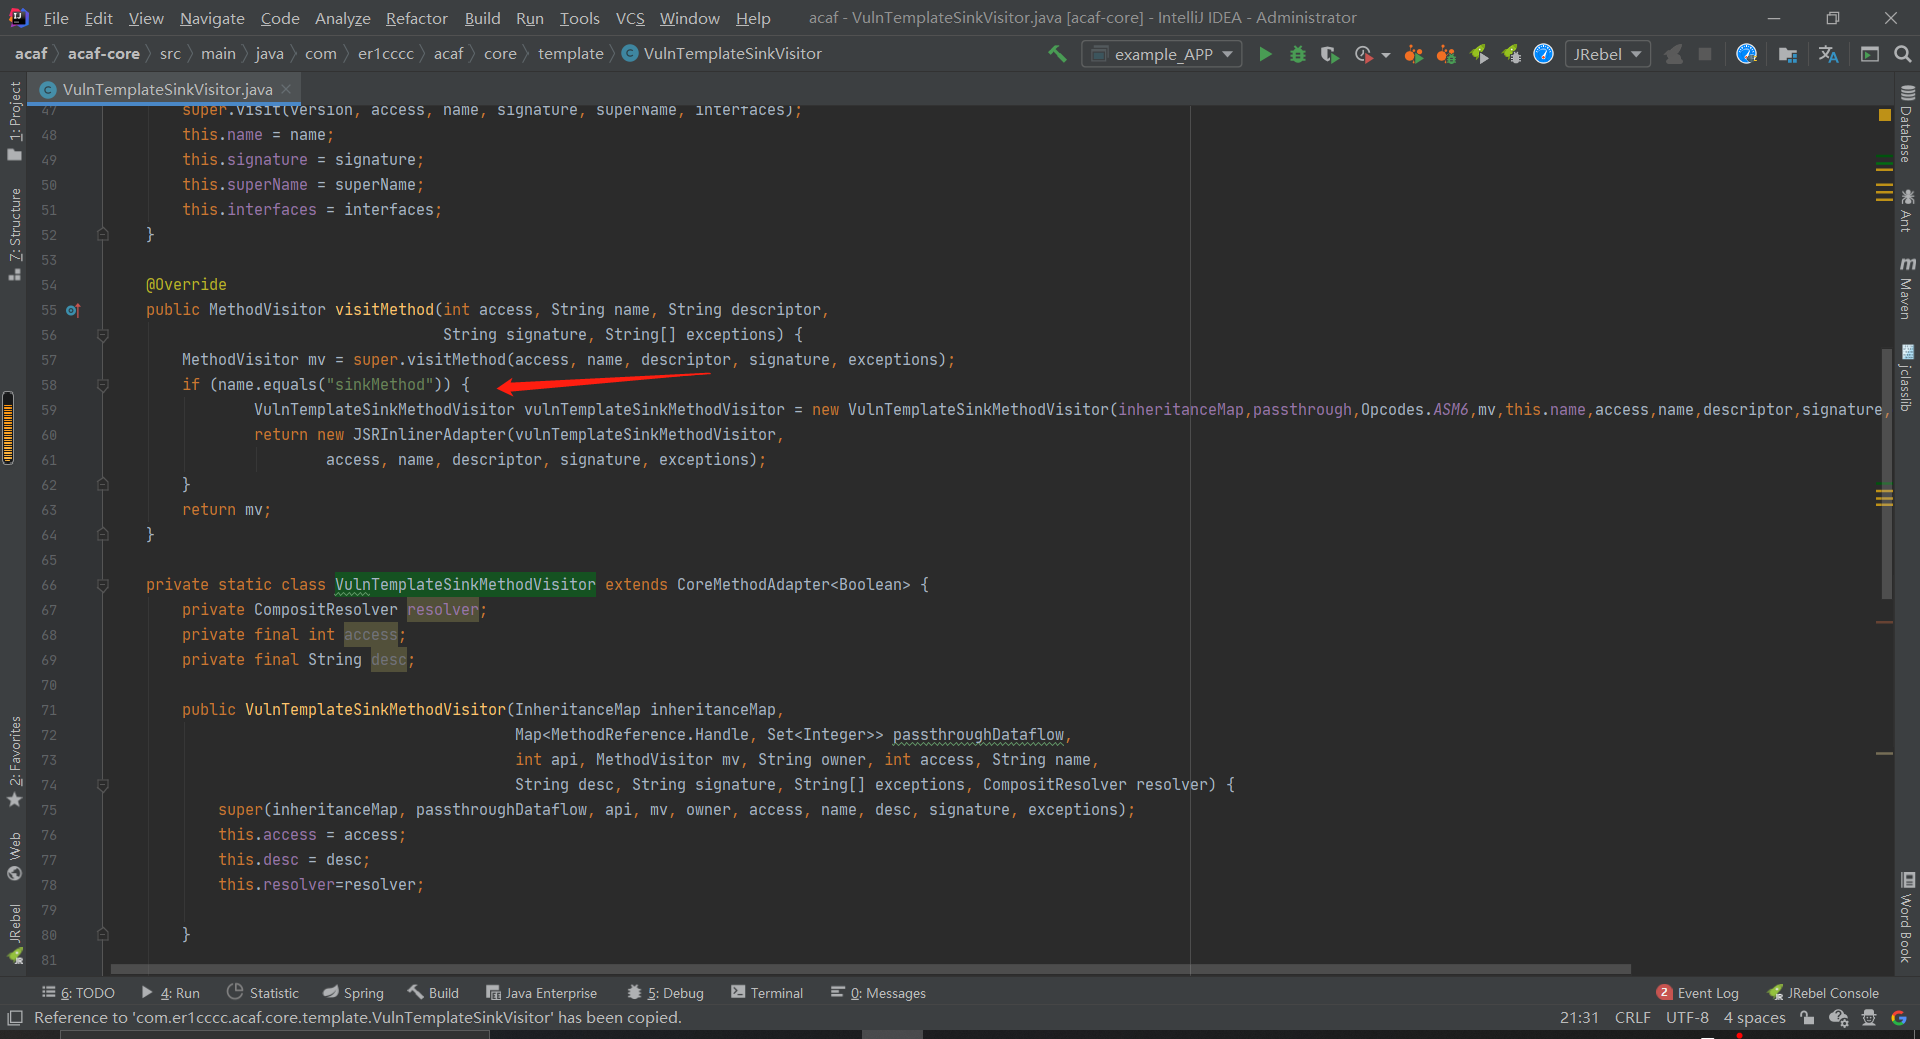 File Edit View Navigate Code Analyze Refactor Build Run Tools VCS Window Help acaf - VulnTemplateSinkVisitor.java [acaf-core] - IntelliJ IDEA - Administrator
acaf acaf-core src main java com er1cccc acaf core template VulnTemplateSinkVisitor example_APP JRebel
VulnTemplateSinkVisitor.java
47 super.visit(version, access, name, signature, superName, interfaces);
48 this.name = name;
49 this.signature = signature;
50 this.superName = superName;
51 this.interfaces = interfaces;
52 }
53
54 @Override
55 public MethodVisitor visitMethod(int access, String name, String descriptor,
56 String signature, String[] exceptions) {
57 MethodVisitor mv = super.visitMethod(access, name, descriptor, signature, exceptions);
58 if (name.equals("sinkMethod")) {
59 VulnTemplateSinkMethodVisitor vulnTemplateSinkMethodVisitor = new VulnTemplateSinkMethodVisitor(inheritanceMap,passthrough,Opcodes.ASM6,mv,this.name,access,name,descriptor,signature,
60 return new JSRInlinerAdapter(vulnTemplateSinkMethodVisitor,
61 access, name, descriptor, signature, exceptions);
62 }
63 return mv;
64 }
65
66 private static class VulnTemplateSinkMethodVisitor extends CoreMethodAdapter<Boolean> {
67 private CompositResolver resolver;
68 private final int access;
69 private final String desc;
70
71 public VulnTemplateSinkMethodVisitor(InheritanceMap inheritanceMap,
72 Map<MethodReference.Handle, Set<Integer>> passthroughDataflow,
73 int api, MethodVisitor mv, String owner, int access, String name,
74 String desc, String signature, String[] exceptions, CompositResolver resolver) {
75 super(inheritanceMap, passthroughDataflow, api, mv, owner, access, name, desc, signature, exceptions);
76 this.access = access;
77 this.desc = desc;
78 this.resolver=resolver;
79
80 }
81
1: Project
7: Structure
2: Favorites
Web
JRebel
Database
Ant
Maven
jclasslib
Word Book
6: TODO 4: Run Statistic Spring Build Java Enterprise 5: Debug Terminal 0: Messages 2 Event Log JRebel Console
Reference to 'com.er1cccc.acaf.core.template.VulnTemplateSinkVisitor' has been copied. 21:31 CRLF UTF-8 4 spaces